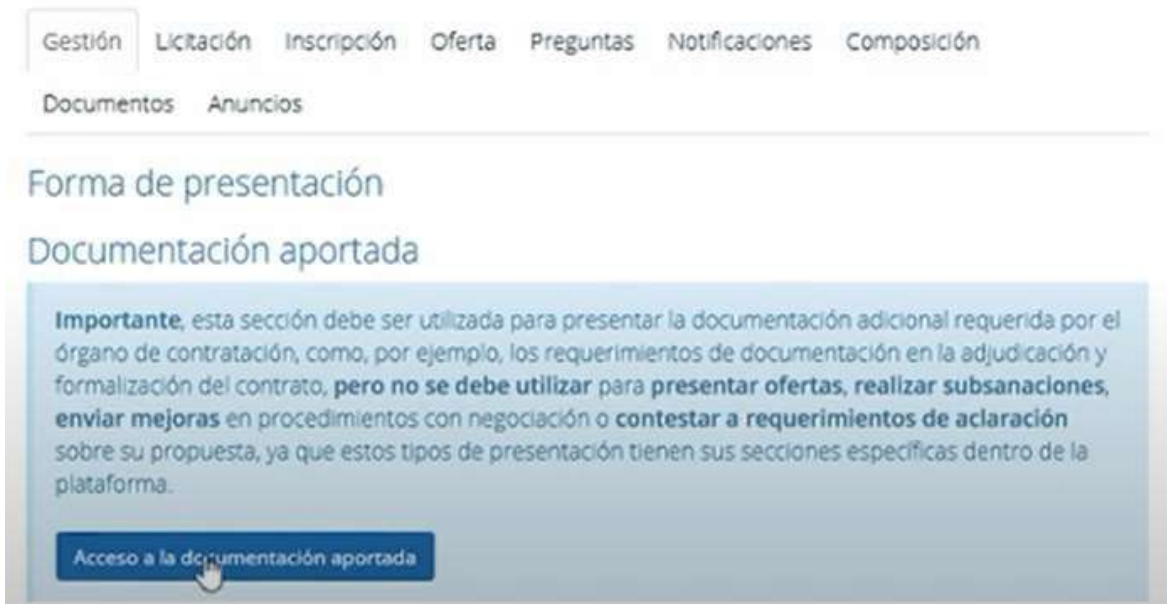 Gestión Licitación Inscripción Oferta Preguntas Notificaciones Composición
Documentos Anuncios
Forma de presentación
Documentación aportada
Importante, esta sección debe ser utilizada para presentar la documentación adicional requerida por el
órgano de contratación, como, por ejemplo, los requerimientos de documentación en la adjudicación y
formalización del contrato, pero no se debe utilizar para presentar ofertas, realizar subsanaciones,
enviar mejoras en procedimientos con negociación o contestar a requerimientos de aclaración
sobre su propuesta, ya que estos tipos de presentación tienen sus secciones específicas dentro de la
plataforma.
Acceso a la documentación aportada